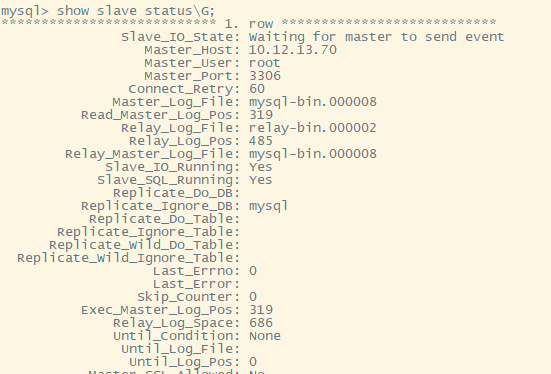 mysql> show slave status\G;
*************************** 1. row ***************************
Slave_IO_State: Waiting for master to send event
Master_Host: 10.12.13.70
Master_User: root
Master_Port: 3306
Connect_Retry: 60
Master_Log_File: mysql-bin.000008
Read_Master_Log_Pos: 319
Relay_Log_File: relay-bin.000002
Relay_Log_Pos: 485
Relay_Master_Log_File: mysql-bin.000008
Slave_IO_Running: Yes
Slave_SQL_Running: Yes
Replicate_Do_DB:
Replicate_Ignore_DB: mysql
Replicate_Do_Table:
Replicate_Ignore_Table:
Replicate_Wild_Do_Table:
Replicate_Wild_Ignore_Table:
Last_Errno: 0
Last_Error:
Skip_Counter: 0
Exec_Master_Log_Pos: 319
Relay_Log_Space: 686
Until_Condition: None
Until_Log_File:
Until_Log_Pos: 0
Master_SSL_Allowed: No